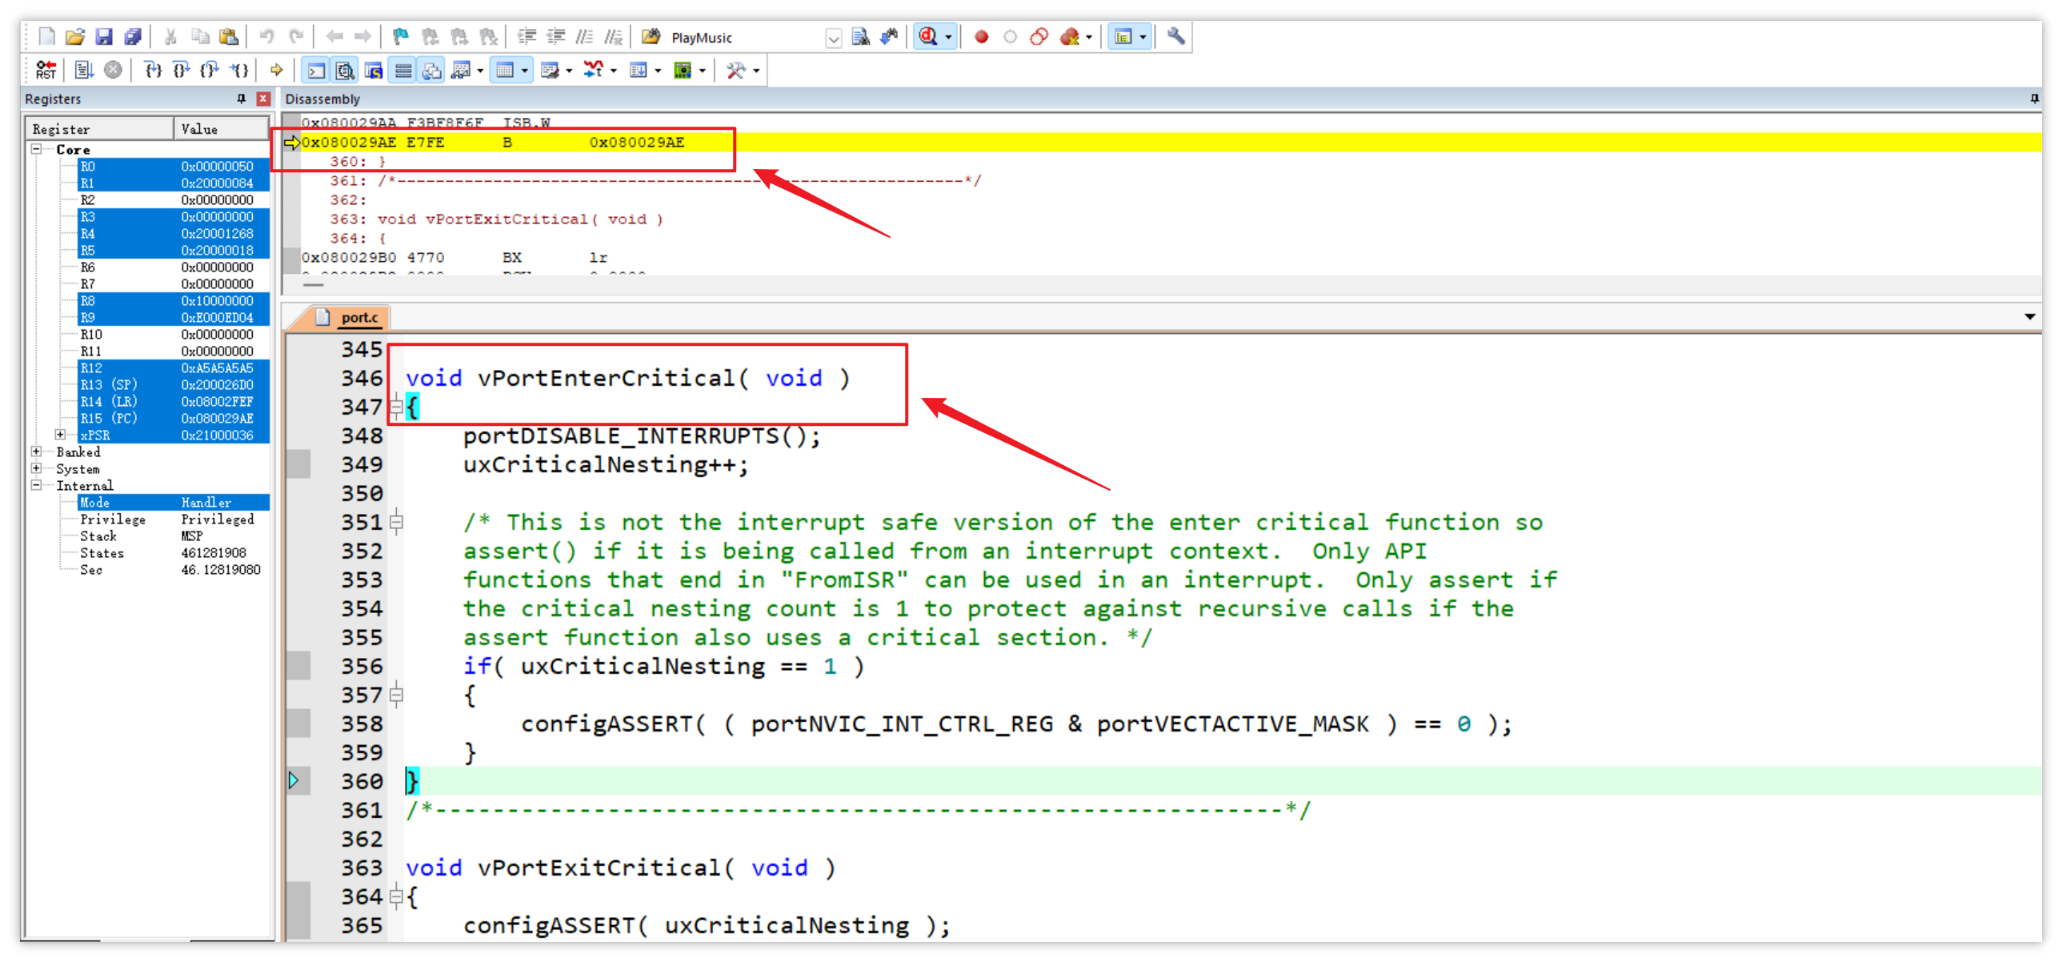 PlayMusic
RST
Registers
Disassembly
Register Value
Core
R0 0x00000050
R1 0x20000084
R2 0x00000000
R3 0x00000000
R4 0x20001268
R5 0x20000018
R6 0x00000000
R7 0x00000000
R8 0x10000000
R9 0xE000ED04
R10 0x00000000
R11 0x00000000
R12 0xA5A5A5A5
R13 (SP) 0x200026D0
R14 (LR) 0x08002FEF
R15 (PC) 0x080029AE
xPSR 0x21000036
Banked
System
Internal
Mode Handler
Privilege Privileged
Stack MSP
States 461281908
Sec 46.12819080
0x080029AA F3BF8F6F ISB.W
0x080029AE E7FE B 0x080029AE
360: }
361: /*-----------------------------------------------------------*/
362:
363: void vPortExitCritical( void )
364: {
0x080029B0 4770 BX lr
port.c
345
346 void vPortEnterCritical( void )
347 {
348 portDISABLE_INTERRUPTS();
349 uxCriticalNesting++;
350
351 /* This is not the interrupt safe version of the enter critical function so
352 assert() if it is being called from an interrupt context.  Only API
353 functions that end in "FromISR" can be used in an interrupt.  Only assert if
354 the critical nesting count is 1 to protect against recursive calls if the
355 assert function also uses a critical section. */
356 if( uxCriticalNesting == 1 )
357 {
358 configASSERT( ( portNVIC_INT_CTRL_REG & portVECTACTIVE_MASK ) == 0 );
359 }
360 }
361 /*-----------------------------------------------------------*/
362
363 void vPortExitCritical( void )
364 {
365 configASSERT( uxCriticalNesting );